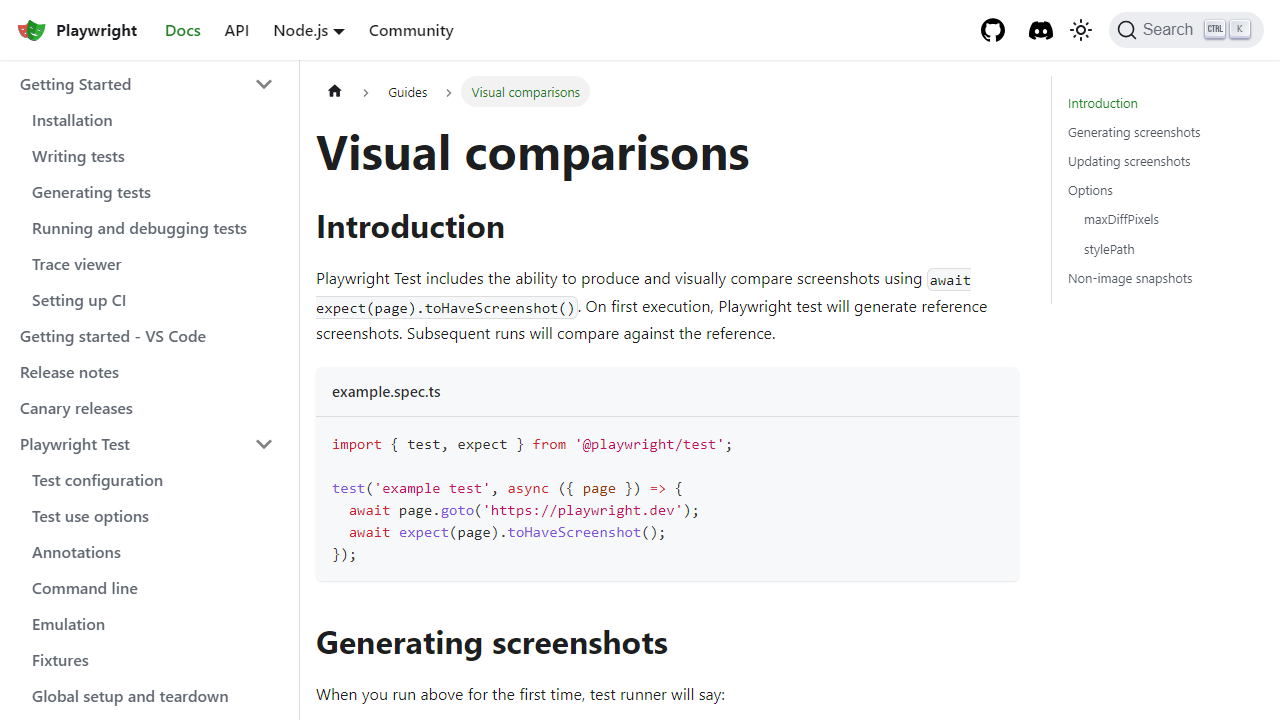 Playwright
Docs
API
Node.js
Community
Search
CTRL
K
Getting Started
Installation
Writing tests
Generating tests
Running and debugging tests
Trace viewer
Setting up CI
Getting started - VS Code
Release notes
Canary releases
Playwright Test
Test configuration
Test use options
Annotations
Command line
Emulation
Fixtures
Global setup and teardown
Guides
Visual comparisons
Visual comparisons
Introduction
Playwright Test includes the ability to produce and visually compare screenshots using await
expect(page).toHaveScreenshot(). On first execution, Playwright test will generate reference
screenshots. Subsequent runs will compare against the reference.
example.spec.ts
import { test, expect } from '@playwright/test';
test('example test', async ({ page }) => {
  await page.goto('https://playwright.dev');
  await expect(page).toHaveScreenshot();
});
Generating screenshots
When you run above for the first time, test runner will say:
Introduction
Generating screenshots
Updating screenshots
Options
maxDiffPixels
stylePath
Non-image snapshots